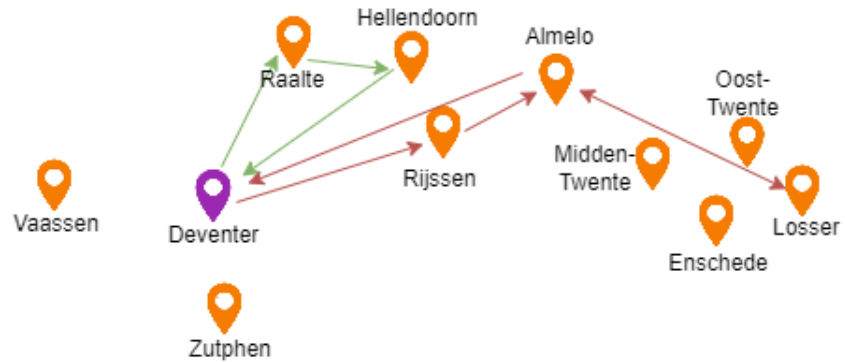 Hellendoorn
Almelo
Raalte
Oost-
Twente
Midden-
Twente
Rijssen
Vaassen
Deventer
Losser
Enschede
Zutphen